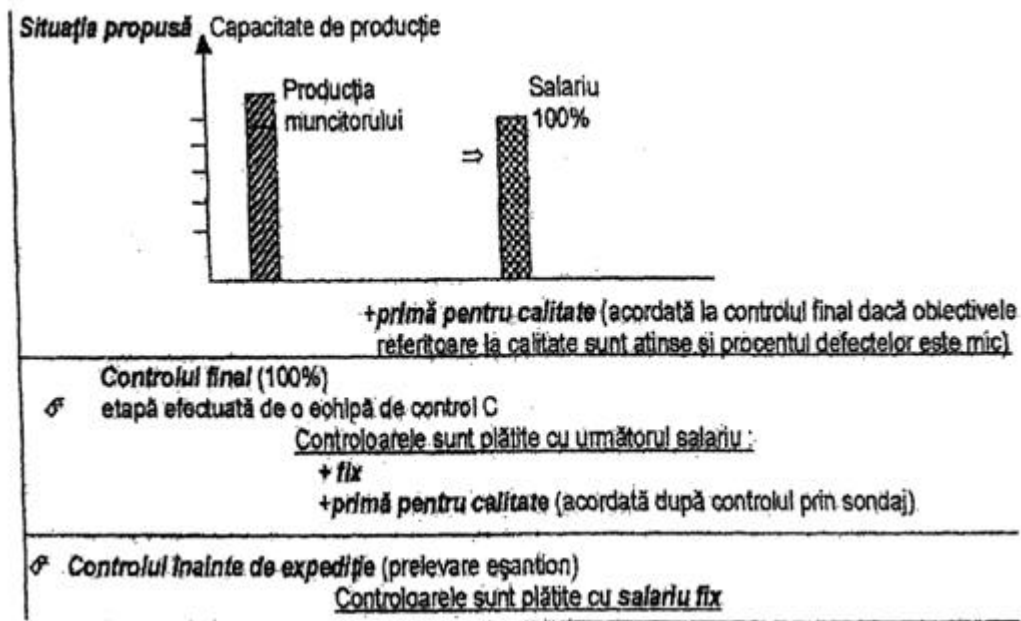 Situația propusă Capacitate de producție
Producția
muncitorului
⇒
Salariu
100%
+primă pentru calitate (acordată la controlul final dacă obiectivele
referitoare la calitate sunt atinse și procentul defectelor este mic)
Controlul final (100%)
etapă efectuată de o echipă de control C
Controloarele sunt plătite cu următorul salariu :
+ fix
+primă pentru calitate (acordată după controlul prin sondaj)
Controlul înainte de expediție (prelevare eșantion)
Controloarele sunt plătite cu salariu fix